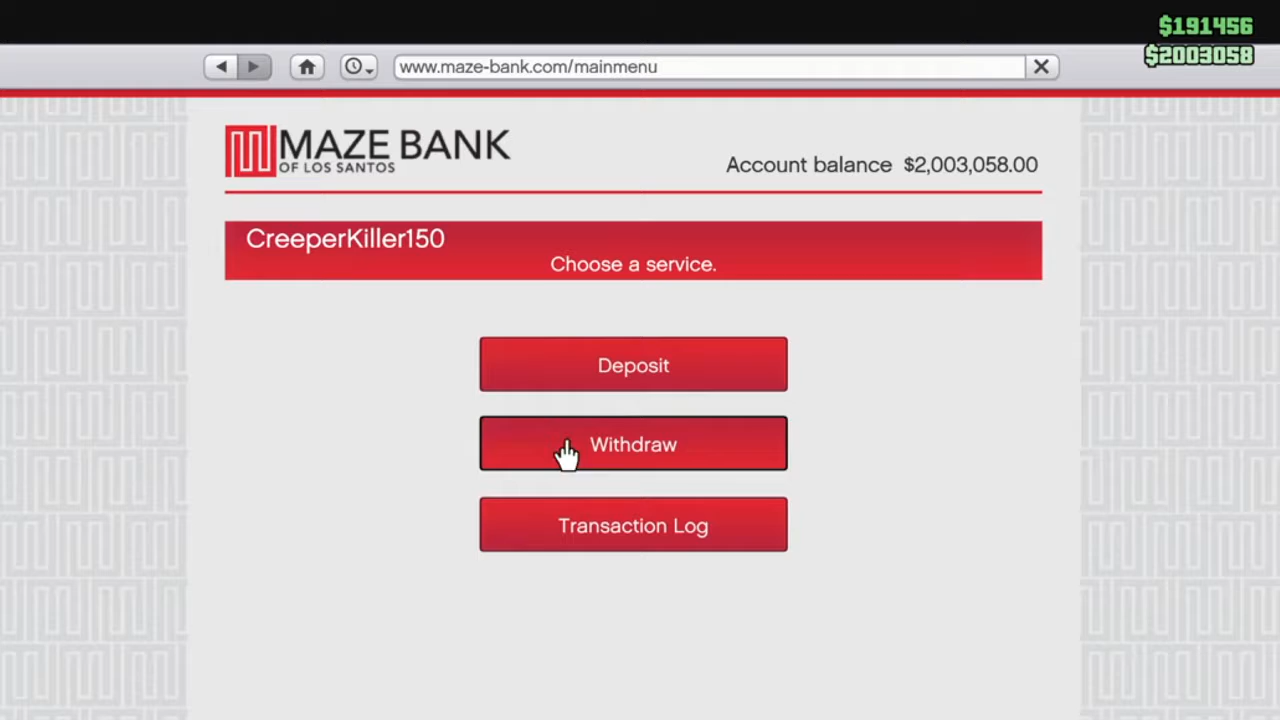 $191456
$2003058
www.maze-bank.com/mainmenu
MAZE BANK
OF LOS SANTOS
Account balance $2,003,058.00
CreeperKiller150
Choose a service.
Deposit
Withdraw
Transaction Log